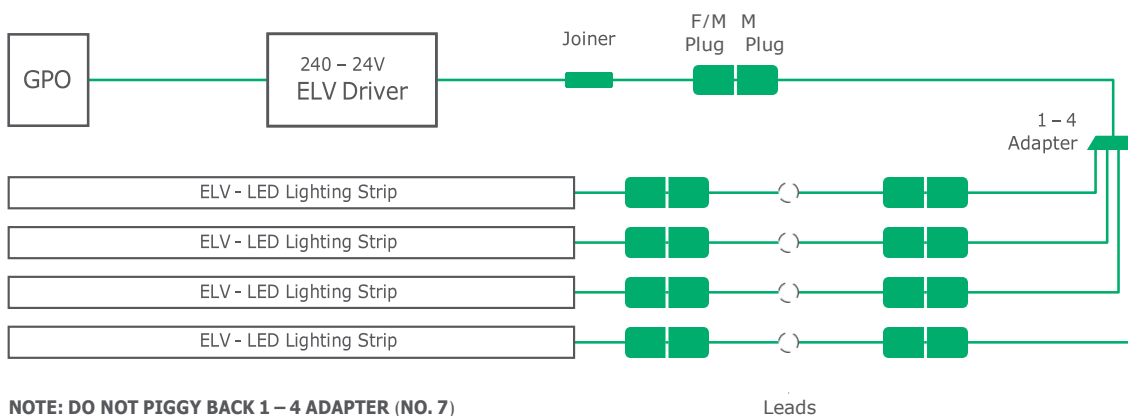 F/M M
Joiner
Plug Plug
GPO
240 – 24V
ELV Driver
1 – 4
Adapter
ELV - LED Lighting Strip
ELV - LED Lighting Strip
ELV - LED Lighting Strip
ELV - LED Lighting Strip
NOTE: DO NOT PIGGY BACK 1 – 4 ADAPTER (NO. 7)
Leads